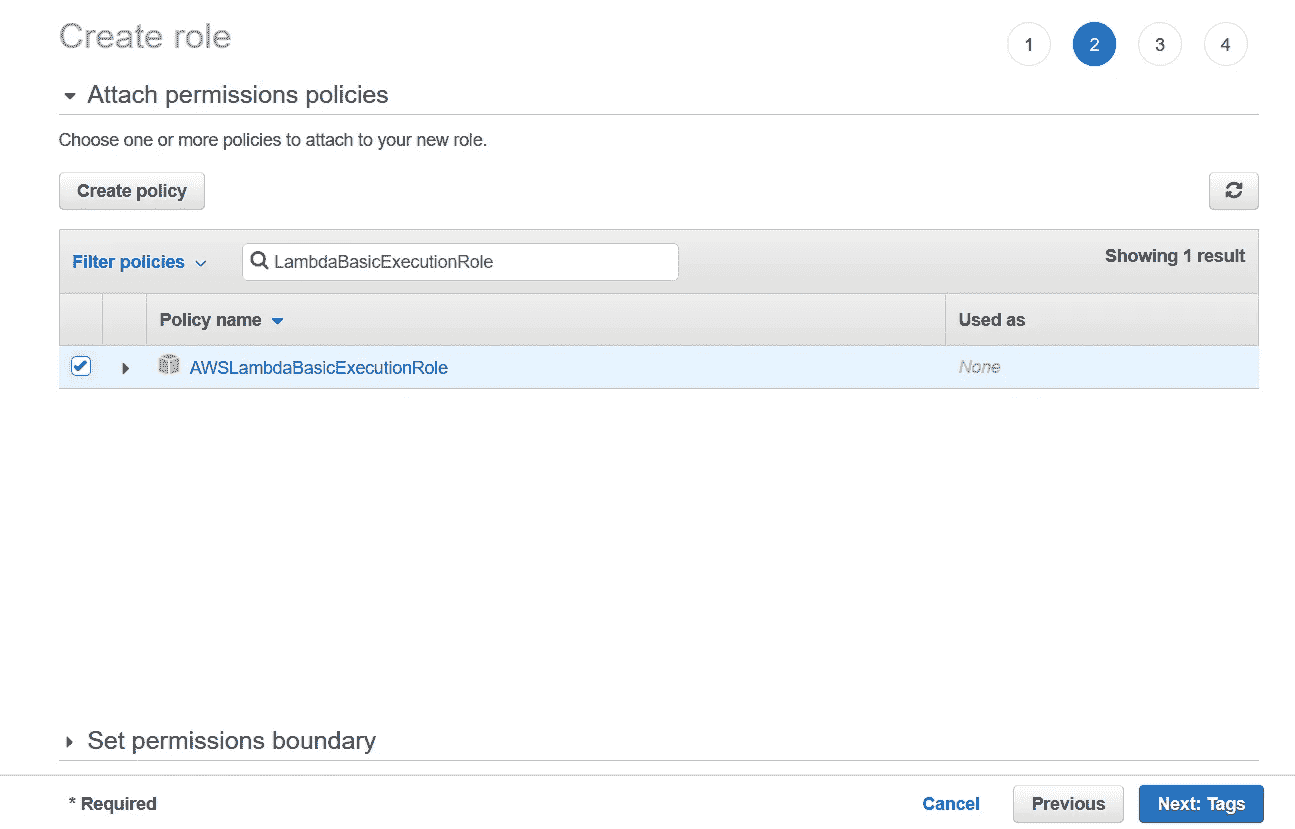 Create role
1 2 3 4
Attach permissions policies
Choose one or more policies to attach to your new role.
Create policy
Filter policies LambdaBasicExecutionRole Showing 1 result
Policy name Used as
AWSLambdaBasicExecutionRole None
Set permissions boundary
* Required Cancel Previous Next: Tags